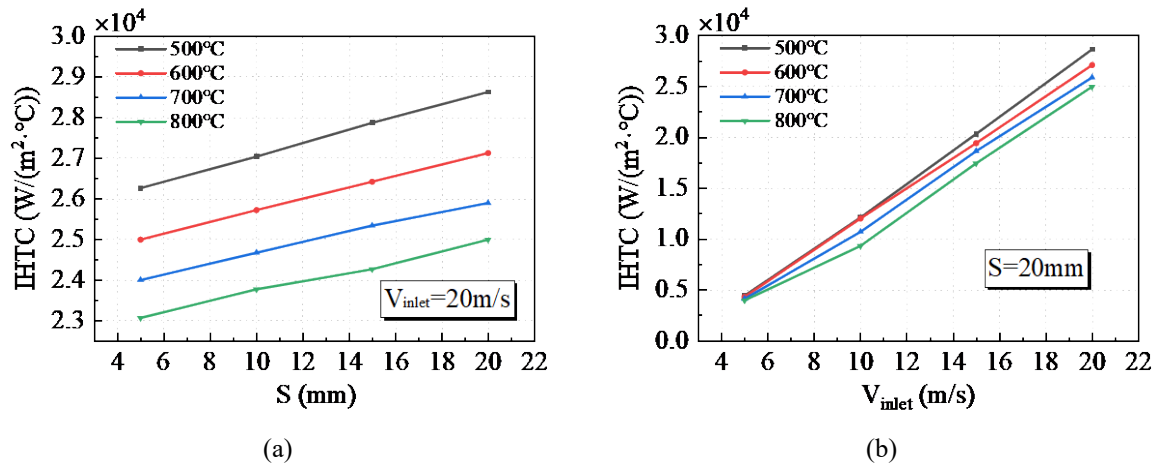 ×10⁴
3.0
2.9
2.8
2.7
2.6
2.5
2.4
2.3
IHTC (W/(m²·°C))
500°C
600°C
700°C
800°C
V_inlet=20m/s
4 6 8 10 12 14 16 18 20 22
S (mm)
(a)
×10⁴
3.0
2.5
2.0
1.5
1.0
0.5
0.0
IHTC (W/(m²·°C))
500°C
600°C
700°C
800°C
S=20mm
4 6 8 10 12 14 16 18 20 22
V_inlet (m/s)
(b)